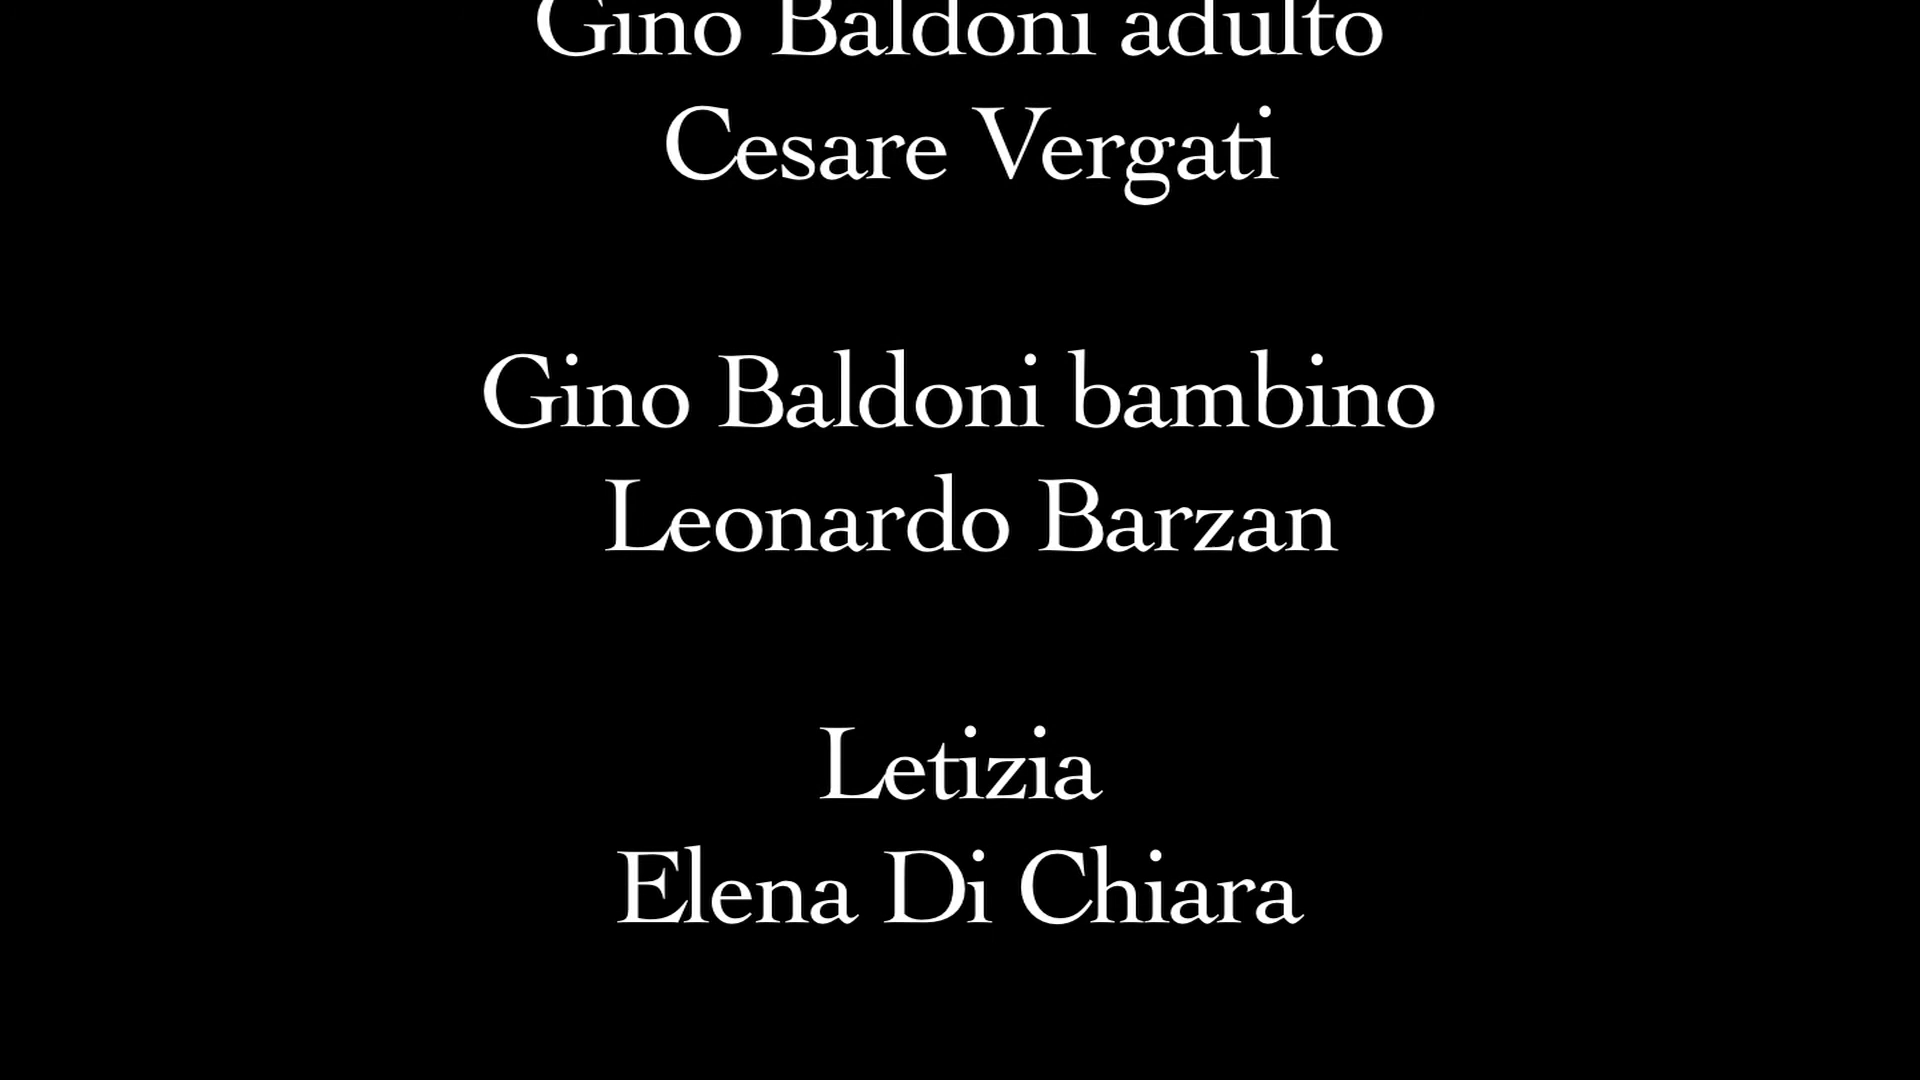 Gino Baldoni adulto
Cesare Vergati
Gino Baldoni bambino
Leonardo Barzan
Letizia
Elena Di Chiara